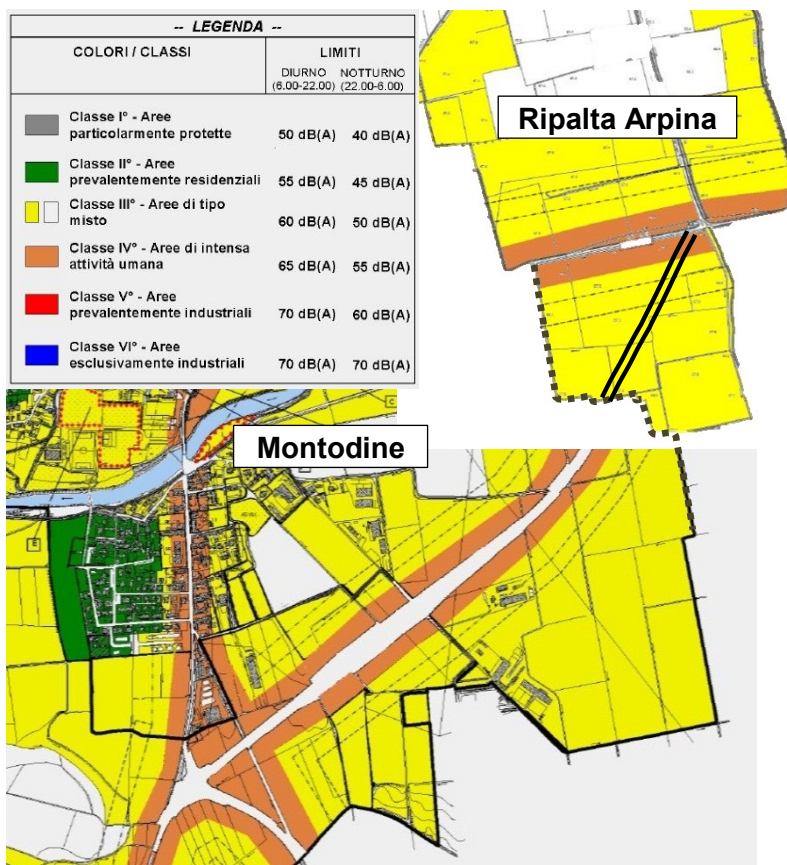 -- LEGENDA --
COLORI / CLASSI
LIMITI
DIURNO NOTTURNO
(6.00-22.00) (22.00-6.00)
Classe I° - Aree
particolarmente protette 50 dB(A) 40 dB(A)
Classe II° - Aree
prevalentemente residenziali 55 dB(A) 45 dB(A)
Classe III° - Aree di tipo
misto 60 dB(A) 50 dB(A)
Classe IV° - Aree di intensa
attività umana 65 dB(A) 55 dB(A)
Classe V° - Aree
prevalentemente industriali 70 dB(A) 60 dB(A)
Classe VI° - Aree
esclusivamente industriali 70 dB(A) 70 dB(A)
Ripalta Arpina
Montodine